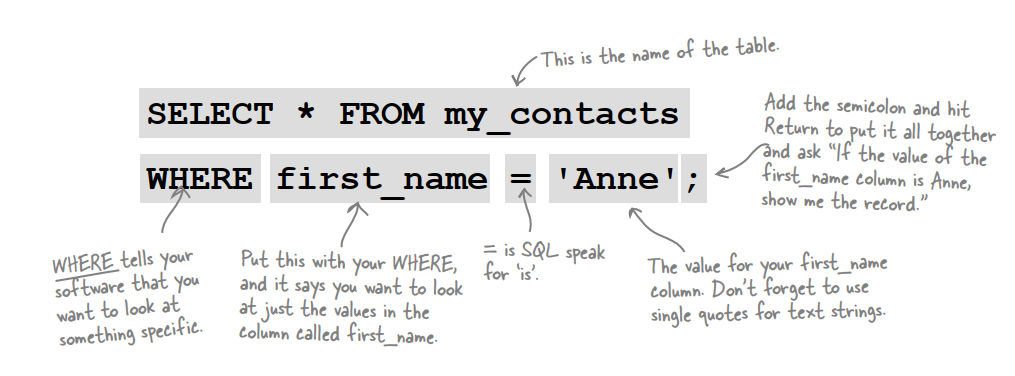 This is the name of the table.
SELECT * FROM my_contacts
WHERE first_name = 'Anne';
Add the semicolon and hit
Return to put it all together
and ask “If the value of the
first_name column is Anne,
show me the record.”
WHERE tells your
software that you
want to look at
something specific.
Put this with your WHERE,
and it says you want to look
at just the values in the
column called first_name.
= is SQL speak
for ‘is’.
The value for your first_name
column. Don’t forget to use
single quotes for text strings.